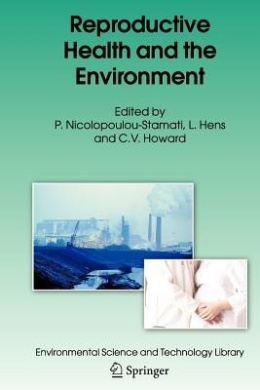 Reproductive
Health and the
Environment
Edited by
P. Nicolopoulou-Stamati, L. Hens
and C.V. Howard
Environmental Science and Technology Library
Springer